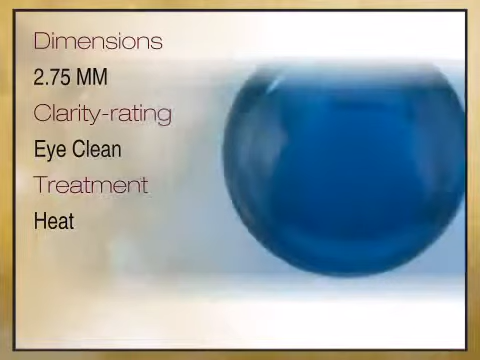 Dimensions
2.75 MM
Clarity-rating
Eye Clean
Treatment
Heat